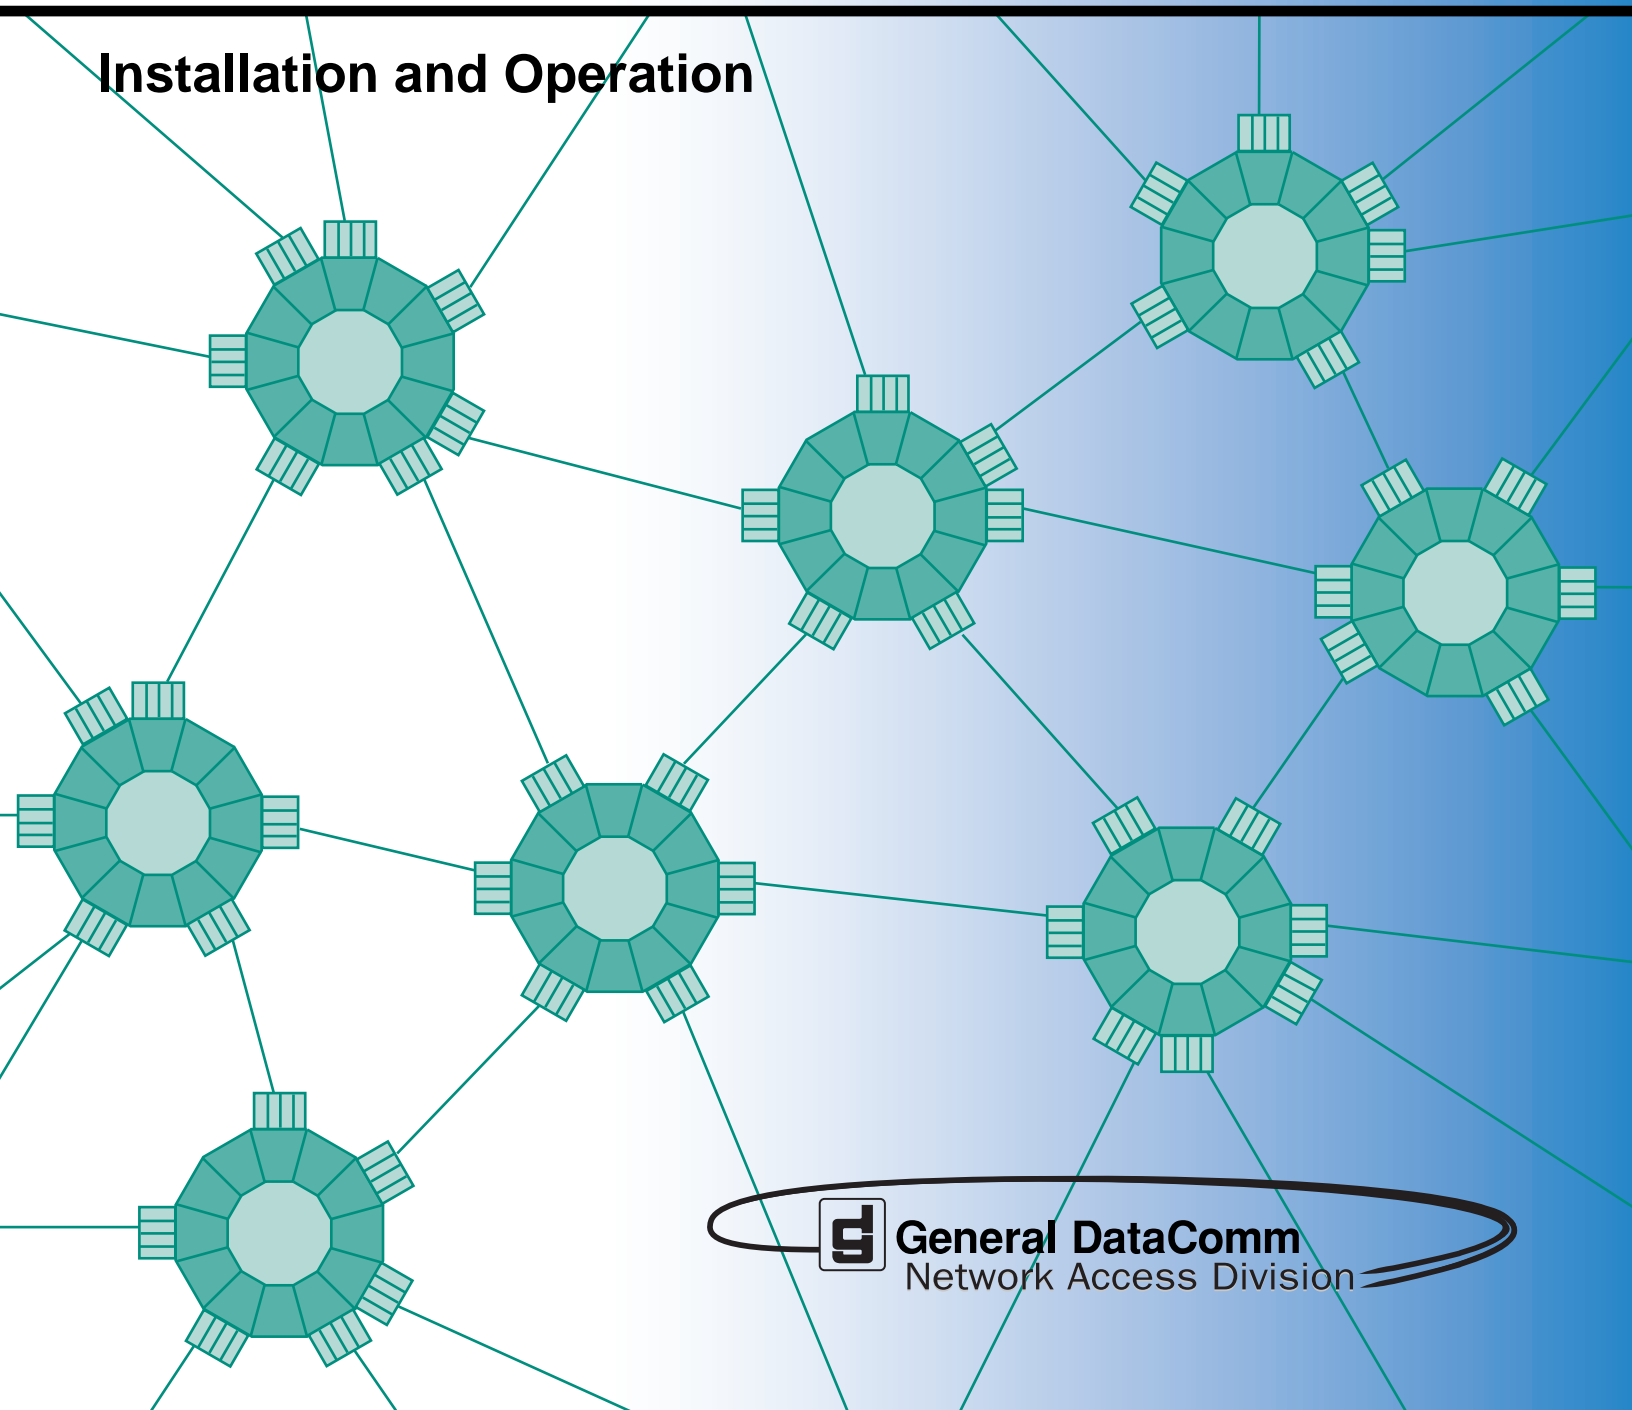 Installation and Operation
General DataComm
Network Access Division